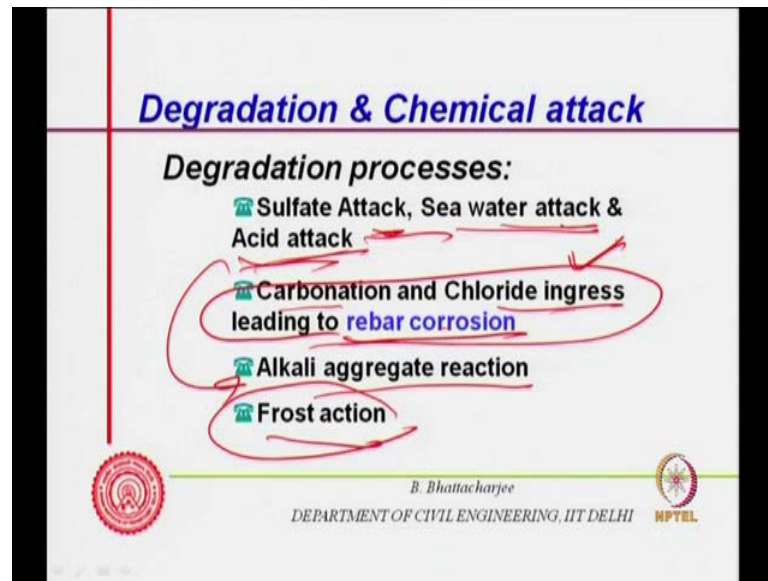 Degradation & Chemical attack
Degradation processes:
Sulfate Attack, Sea water attack &
Acid attack
Carbonation and Chloride ingress
leading to rebar corrosion
Alkali aggregate reaction
Frost action
B. Bhattacharjee
DEPARTMENT OF CIVIL ENGINEERING, IIT DELHI
NPTEL